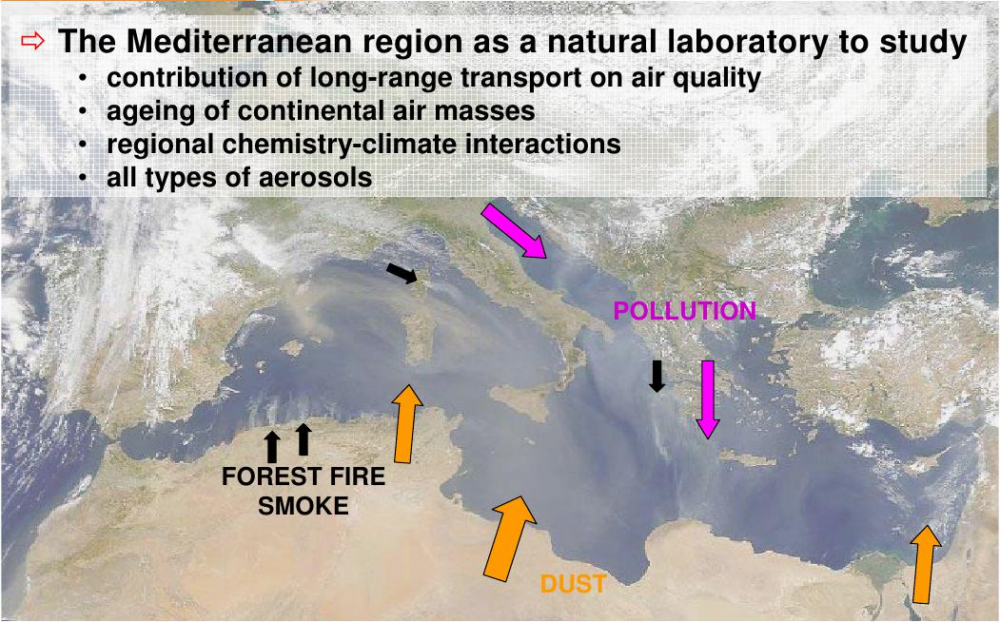 ⇨ The Mediterranean region as a natural laboratory to study
• contribution of long-range transport on air quality
• ageing of continental air masses
• regional chemistry-climate interactions
• all types of aerosols
POLLUTION
FOREST FIRE
SMOKE
DUST